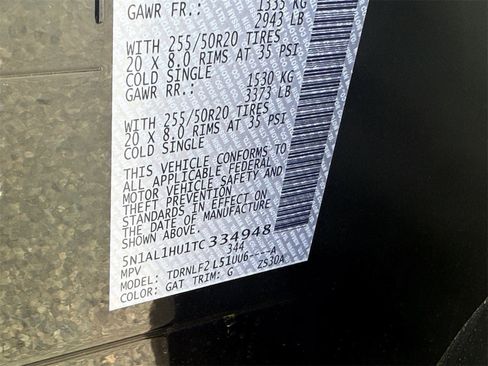 GAWR FR.: 1335 KG
2943 LB
WITH 255/50R20 TIRES
20 X 8.0 RIMS AT 35 PSI
COLD SINGLE
GAWR RR.: 1530 KG
3373 LB
WITH 255/50R20 TIRES
20 X 8.0 RIMS AT 35 PSI
COLD SINGLE
THIS VEHICLE CONFORMS TO
ALL APPLICABLE FEDERAL
MOTOR VEHICLE SAFETY AND
THEFT PREVENTION
STANDARDS IN EFFECT ON
THE DATE OF MANUFACTURE
SHOWN ABOVE.
5N1AL1HU1TC334948
MPV 344
MODEL: TDRNLF2L51UU6----A
COLOR: GAT TRIM: G ZS30A